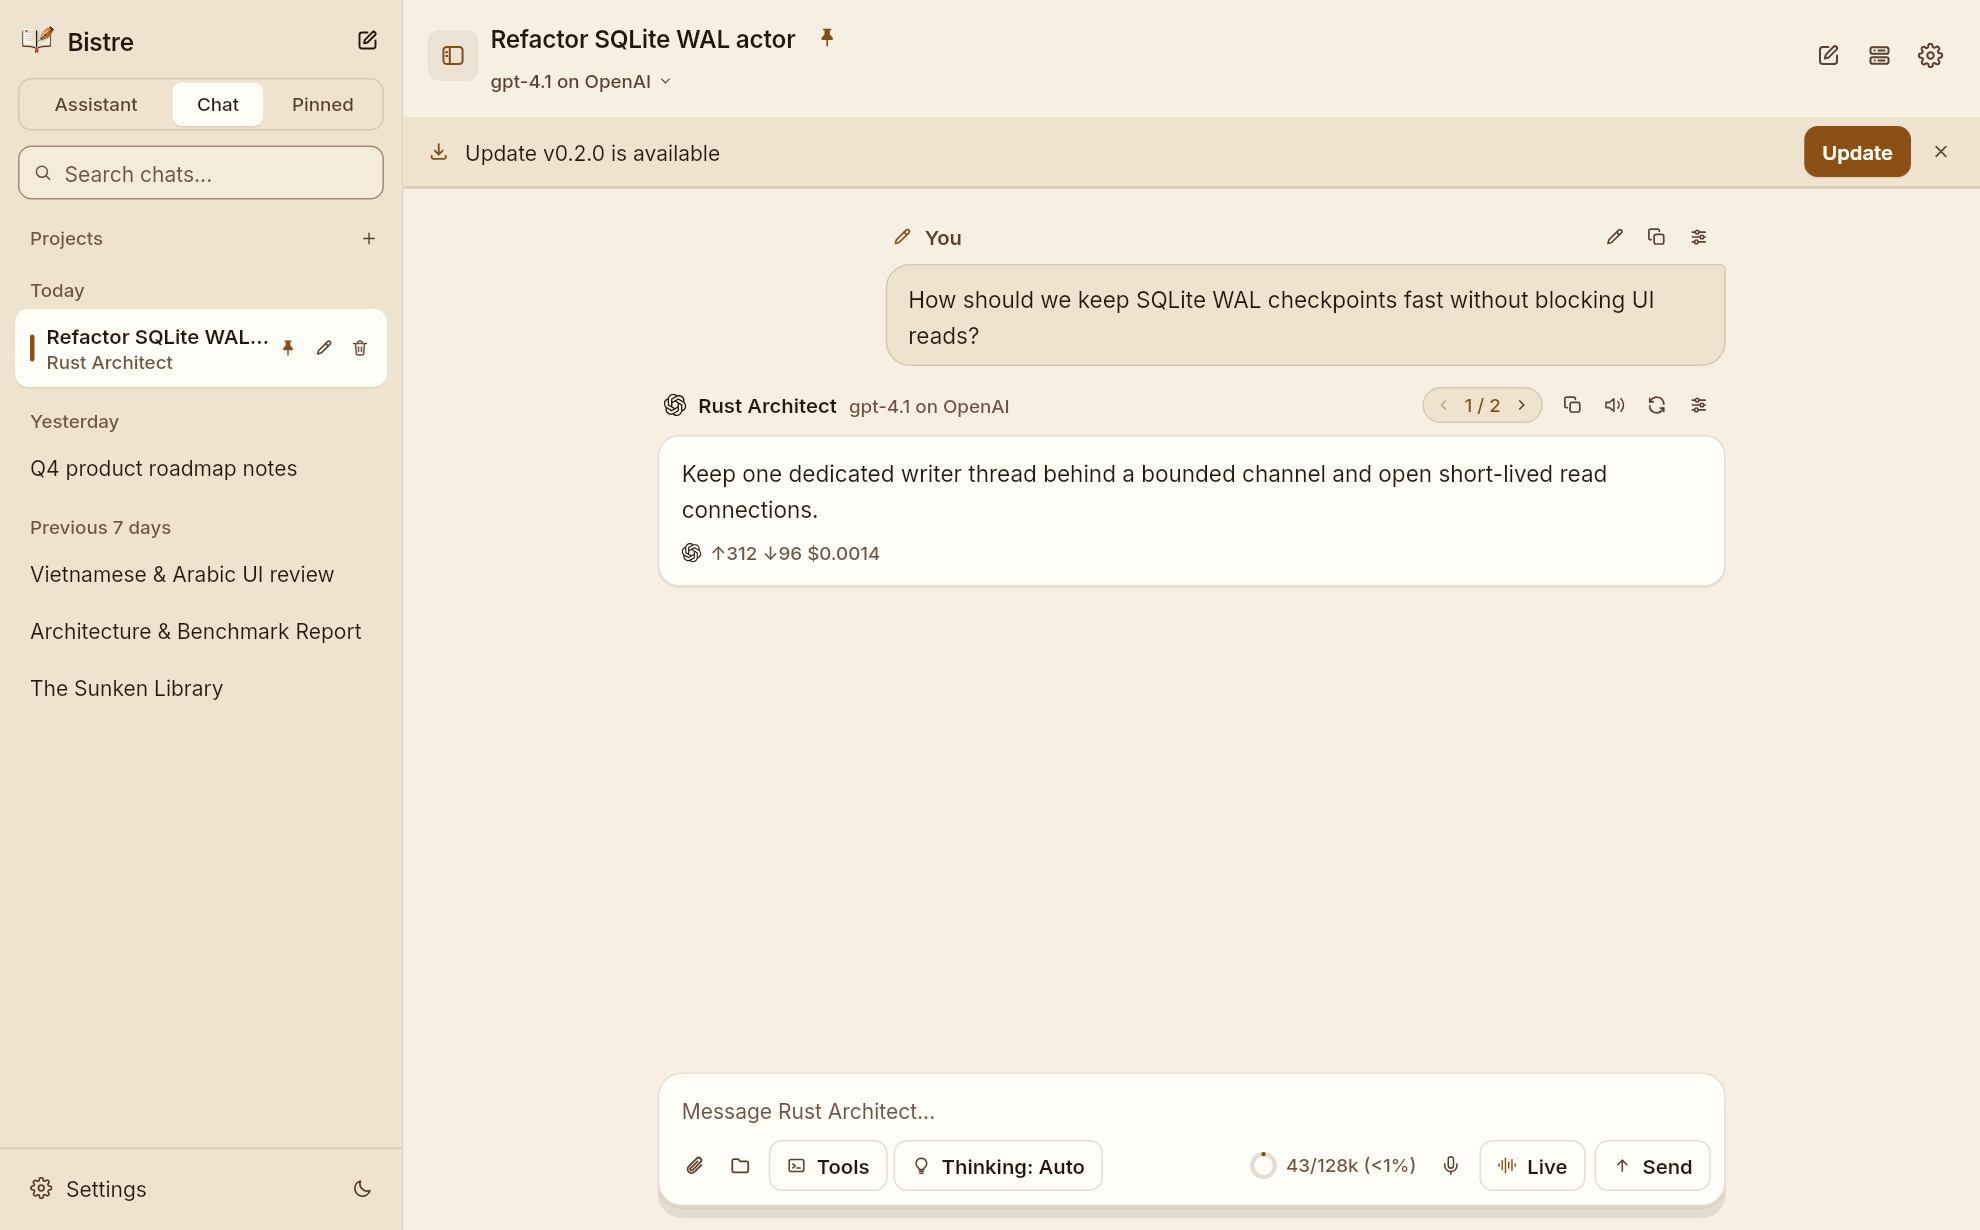 Bistre
Assistant
Chat
Pinned
Search chats...
Projects
Today
Refactor SQLite WAL...
Rust Architect
Yesterday
Q4 product roadmap notes
Previous 7 days
Vietnamese & Arabic UI review
Architecture & Benchmark Report
The Sunken Library
Settings
Refactor SQLite WAL actor
gpt-4.1 on OpenAI
Update v0.2.0 is available
Update
You
How should we keep SQLite WAL checkpoints fast without blocking UI
reads?
Rust Architect gpt-4.1 on OpenAI
1 / 2
Keep one dedicated writer thread behind a bounded channel and open short-lived read
connections.
↑312 ↓96 $0.0014
Message Rust Architect...
Tools
Thinking: Auto
43/128k (<1%)
Live
Send